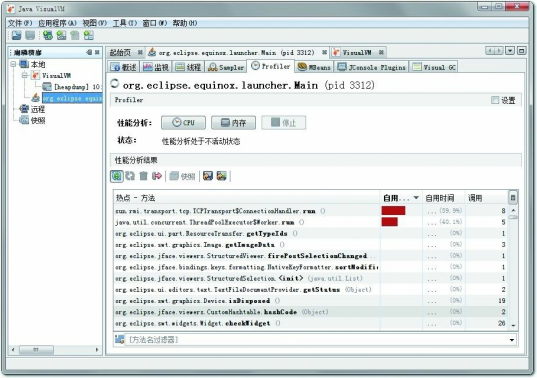 Java VisualVM
文件(F) 应用程序(A) 视图(V) 工具(T) 窗口(W) 帮助(H)
应用程序
起始页 org.eclipse.equinox.launcher.Main (pid 3312) VisualVM
本地
VisualVM
[heapdump] 10:
org.eclipse.equin
远程
快照
概述 监视 线程 Sampler Profiler MBeans JConsole Plugins Visual GC
org.eclipse.equinox.launcher.Main (pid 3312)
Profiler 设置
性能分析: CPU 内存 停止
状态: 性能分析处于不活动状态
性能分析结果
快照
热点 - 方法 自用... 自用时间 调用
sun.rmi.transport.tcp.TCPTransport$ConnectionHandler.run () ... (59.9%) 8
java.util.concurrent.ThreadPoolExecutor$Worker.run () ... (40.1%) 5
org.eclipse.ui.part.ResourceTransfer.getTypeIds () ... (0%) 1
org.eclipse.swt.graphics.Image.getImageData () ... (0%) 3
org.eclipse.jface.viewers.StructuredViewer.firePostSelectionChanged ... (0%) 1
org.eclipse.jface.bindings.keys.formatting.NativeKeyFormatter.sortModifie ... (0%) 1
org.eclipse.jface.viewers.StructuredSelection.<init> (java.util.List) ... (0%) 1
org.eclipse.ui.editors.text.TextFileDocumentProvider.getStatus (Object) ... (0%) 2
org.eclipse.swt.graphics.Device.isDisposed () ... (0%) 19
org.eclipse.jface.viewers.CustomHashtable.hashCode (Object) ... (0%) 2
org.eclipse.swt.widgets.Widget.checkWidget () ... (0%) 26
[方法名过滤器]